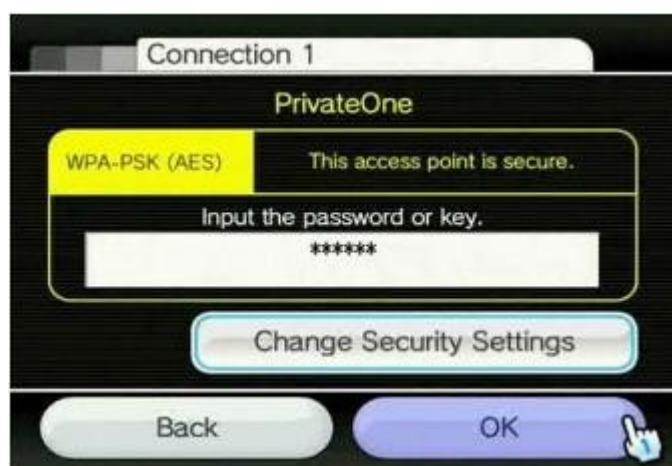 Connection 1
PrivateOne
WPA-PSK (AES)
This access point is secure.
Input the password or key.
******
Change Security Settings
Back
OK
1